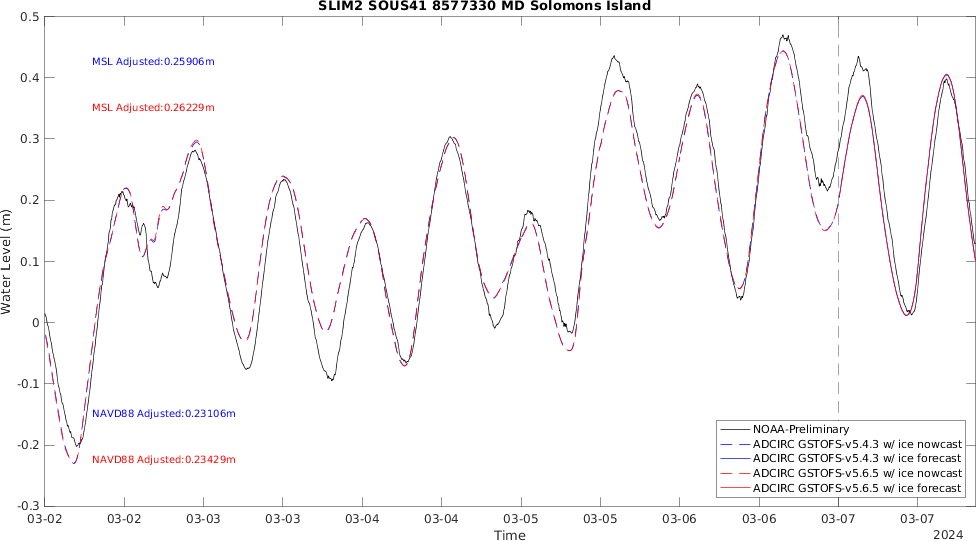 SLIM2 SOUS41 8577330 MD Solomons Island
0.5
0.4
0.3
0.2
0.1
0
-0.1
-0.2
-0.3
Water Level (m)
MSL Adjusted:0.25906m
MSL Adjusted:0.26229m
NAVD88 Adjusted:0.23106m
NAVD88 Adjusted:0.23429m
NOAA-Preliminary
ADCIRC GSTOFS-v5.4.3 w/ ice nowcast
ADCIRC GSTOFS-v5.4.3 w/ ice forecast
ADCIRC GSTOFS-v5.6.5 w/ ice nowcast
ADCIRC GSTOFS-v5.6.5 w/ ice forecast
03-02 03-02 03-03 03-03 03-04 03-04 03-05 03-05 03-06 03-06 03-07 03-07
Time
2024